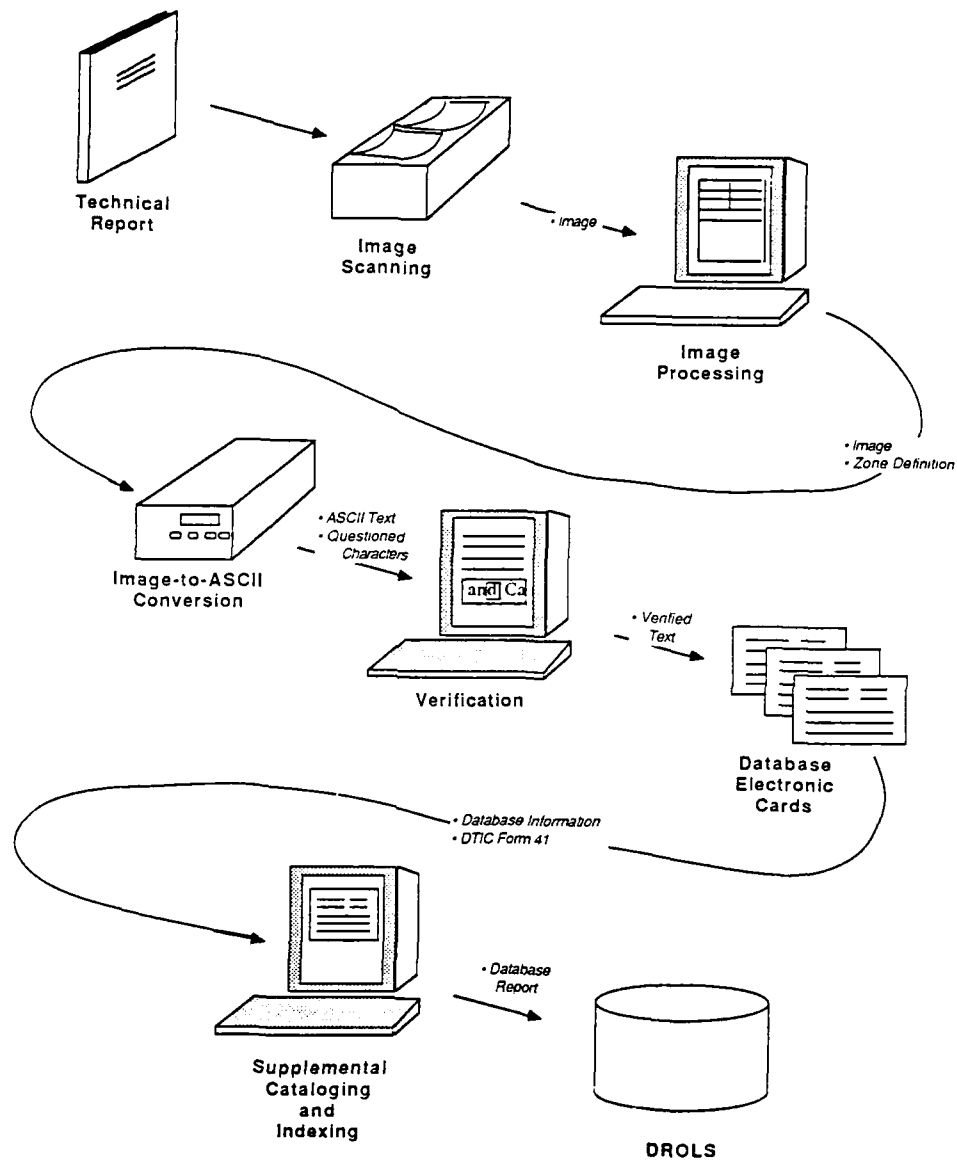 Technical
Report
Image
Scanning
• Image
Image
Processing
• Image
• Zone Definition
Image-to-ASCII
Conversion
• ASCII Text
• Questioned
Characters
and Ca
Verification
• Verified
Text
Database
Electronic
Cards
• Database Information
• DTIC Form 41
Supplemental
Cataloging
and
Indexing
• Database
Report
DROLS